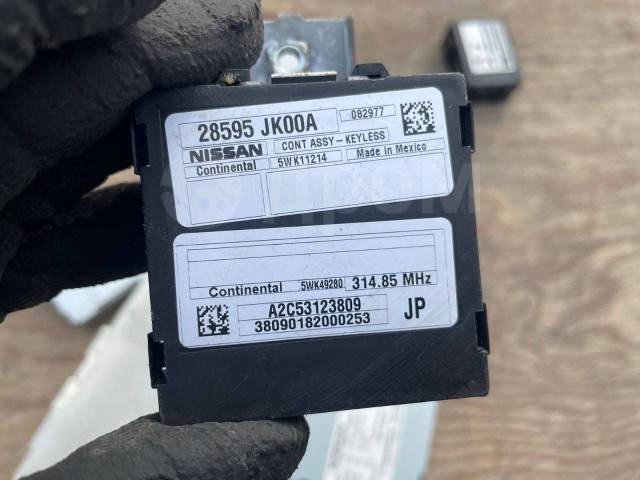 28595 JK00A
082977
NISSAN
CONT ASSY-KEYLESS
Continental
5WK11214
Made in Mexico
Continental
5WK49280
314.85 MHz
A2C53123809
38090182000253
JP